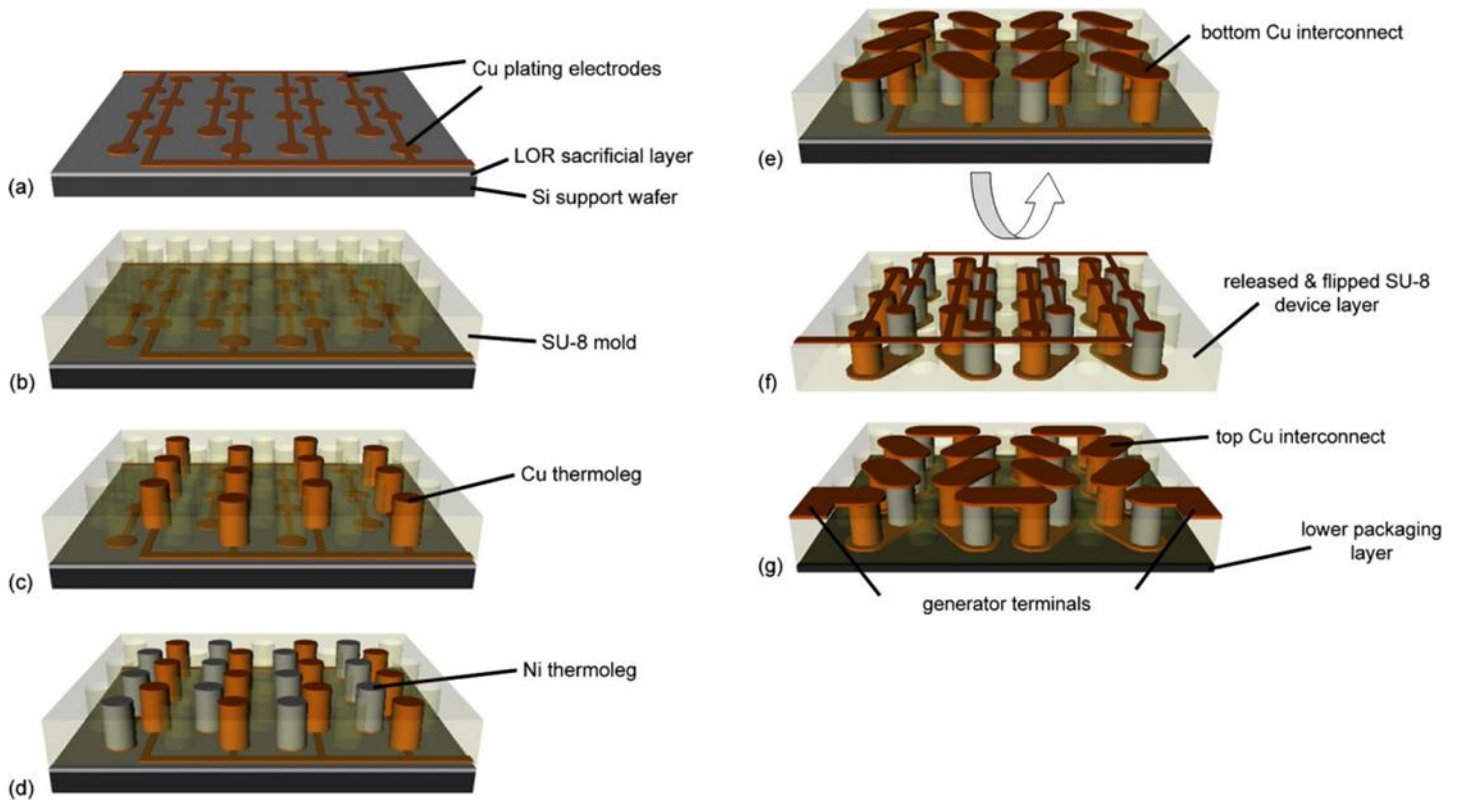 Cu plating electrodes
LOR sacrificial layer
(a)
Si support wafer
(b)
SU-8 mold
Cu thermoleg
(c)
Ni thermoleg
(d)
bottom Cu interconnect
(e)
released & flipped SU-8
device layer
(f)
top Cu interconnect
lower packaging
layer
(g)
generator terminals